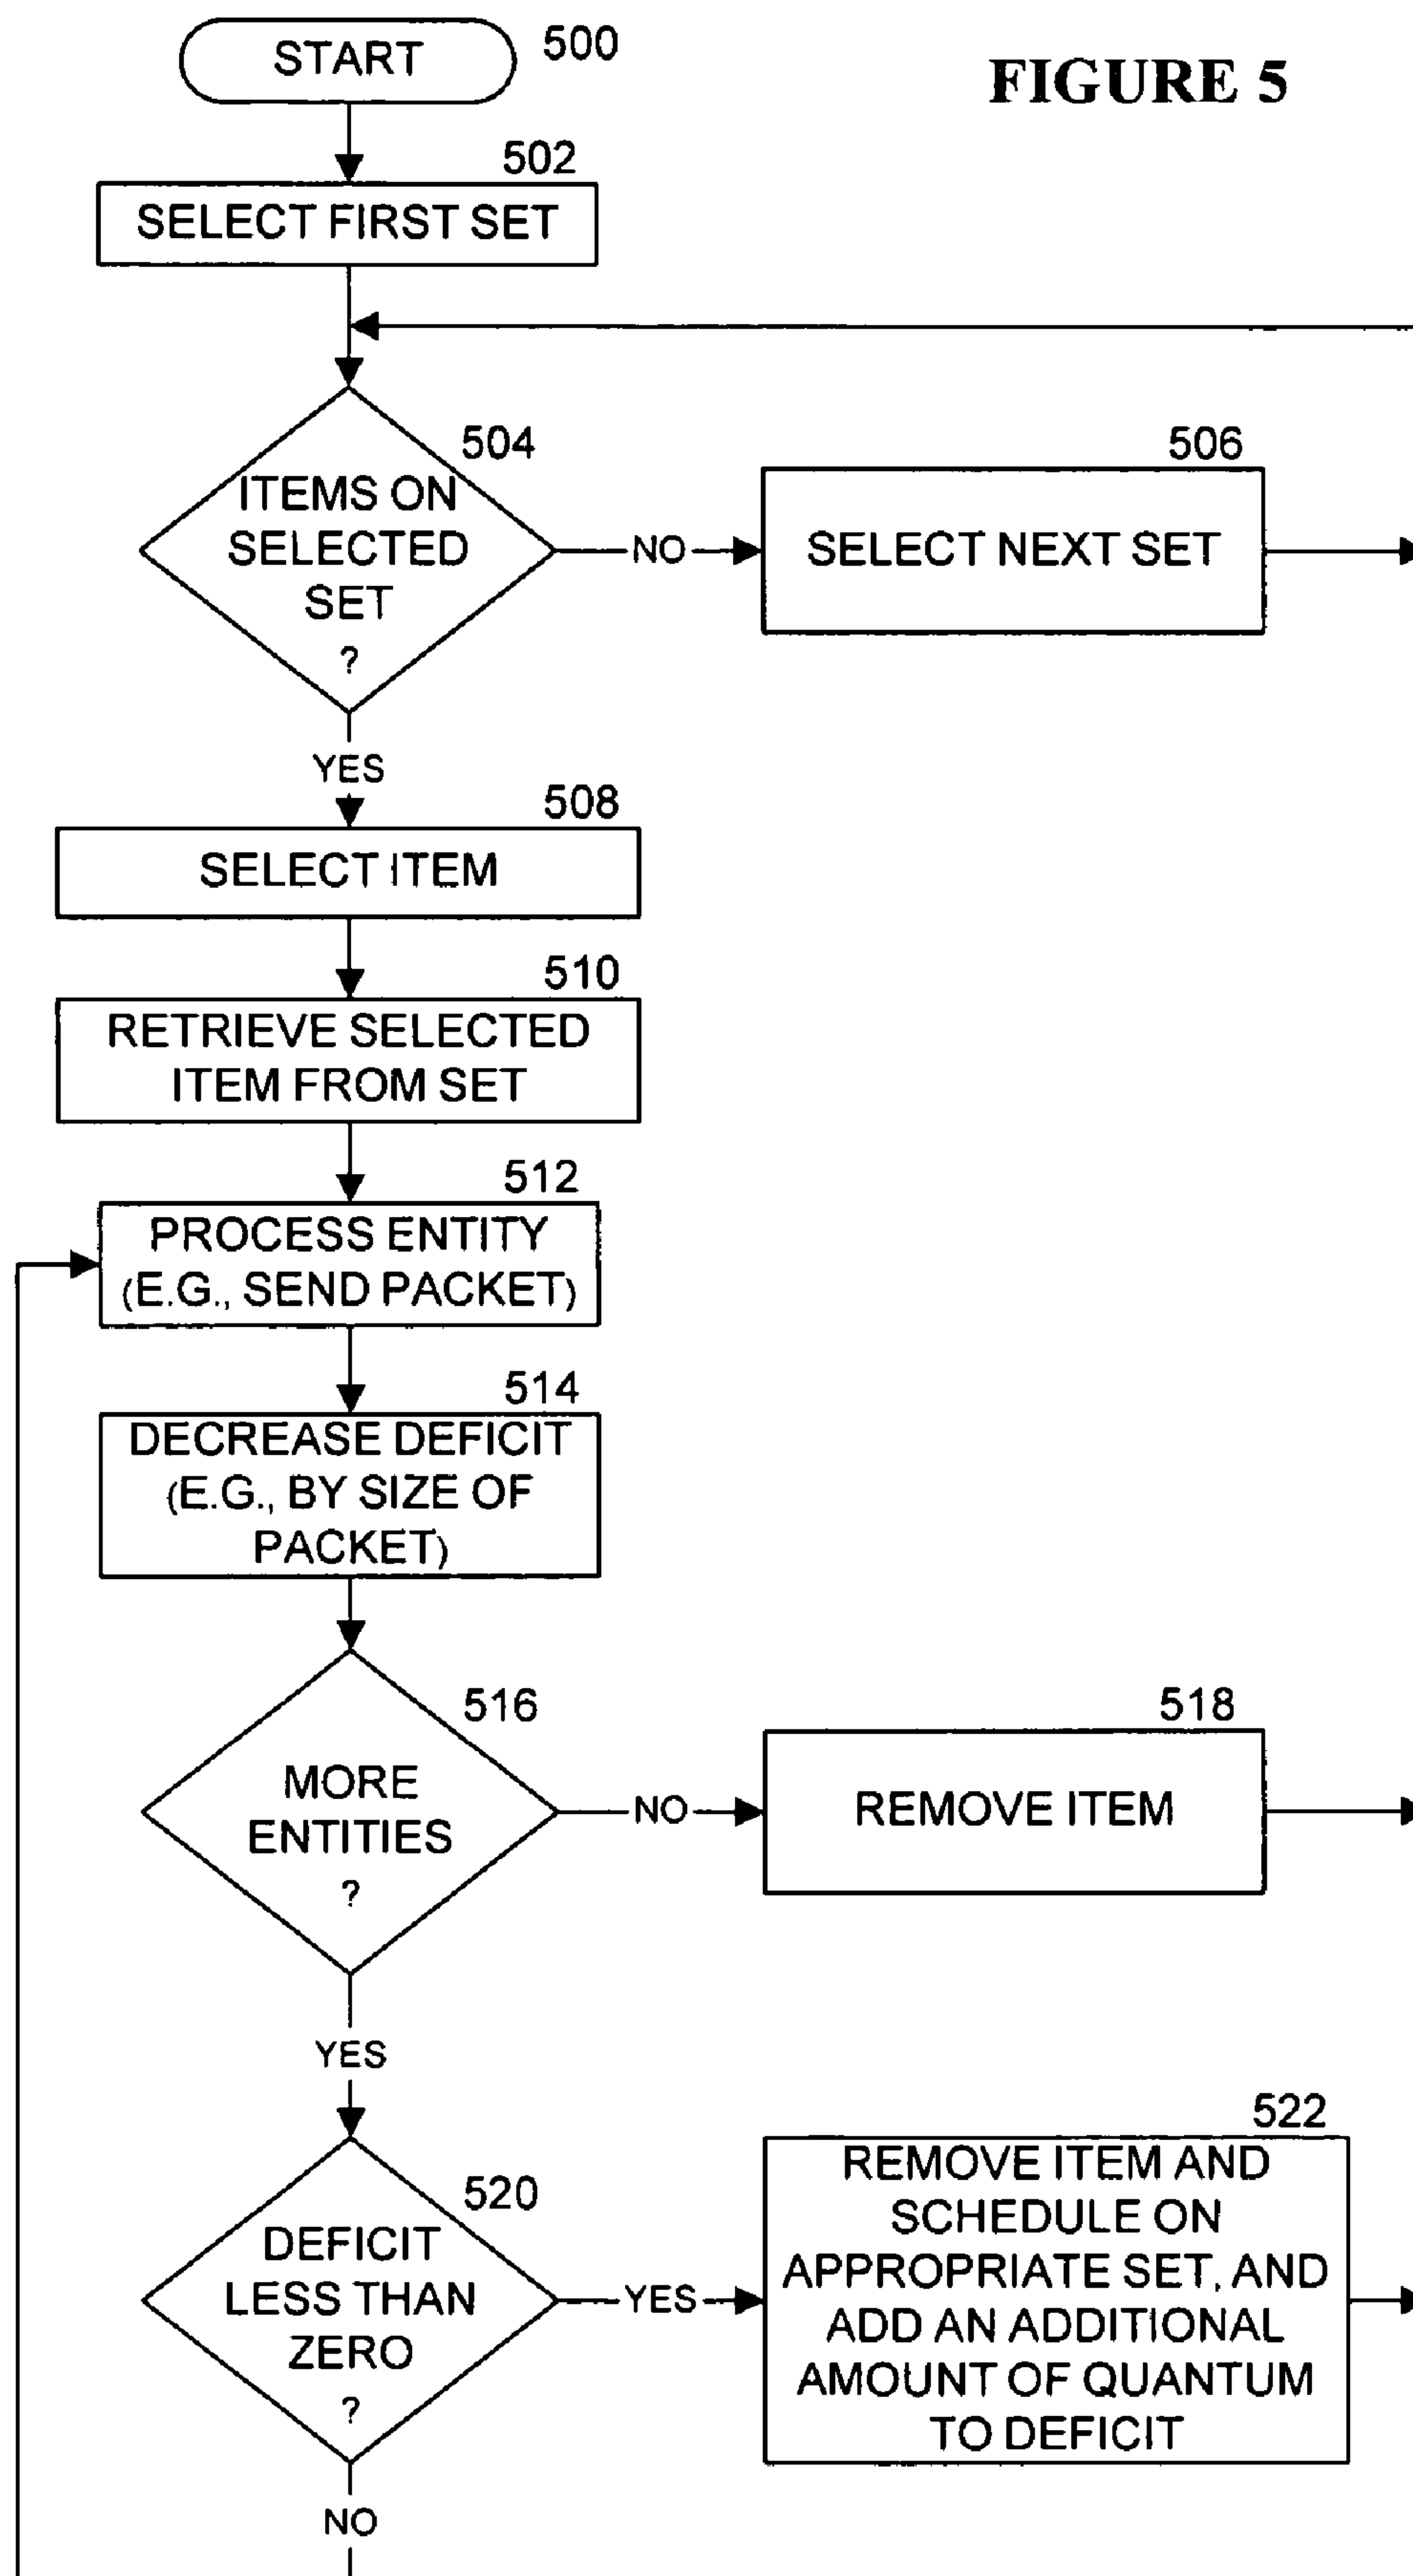 START
500
FIGURE 5
502
SELECT FIRST SET
504
ITEMS ON
SELECTED
SET
?
NO
506
SELECT NEXT SET
YES
508
SELECT ITEM
510
RETRIEVE SELECTED
ITEM FROM SET
512
PROCESS ENTITY
(E.G., SEND PACKET)
514
DECREASE DEFICIT
(E.G., BY SIZE OF
PACKET)
516
MORE
ENTITIES
?
NO
518
REMOVE ITEM
YES
520
DEFICIT
LESS THAN
ZERO
?
YES
522
REMOVE ITEM AND
SCHEDULE ON
APPROPRIATE SET, AND
ADD AN ADDITIONAL
AMOUNT OF QUANTUM
TO DEFICIT
NO